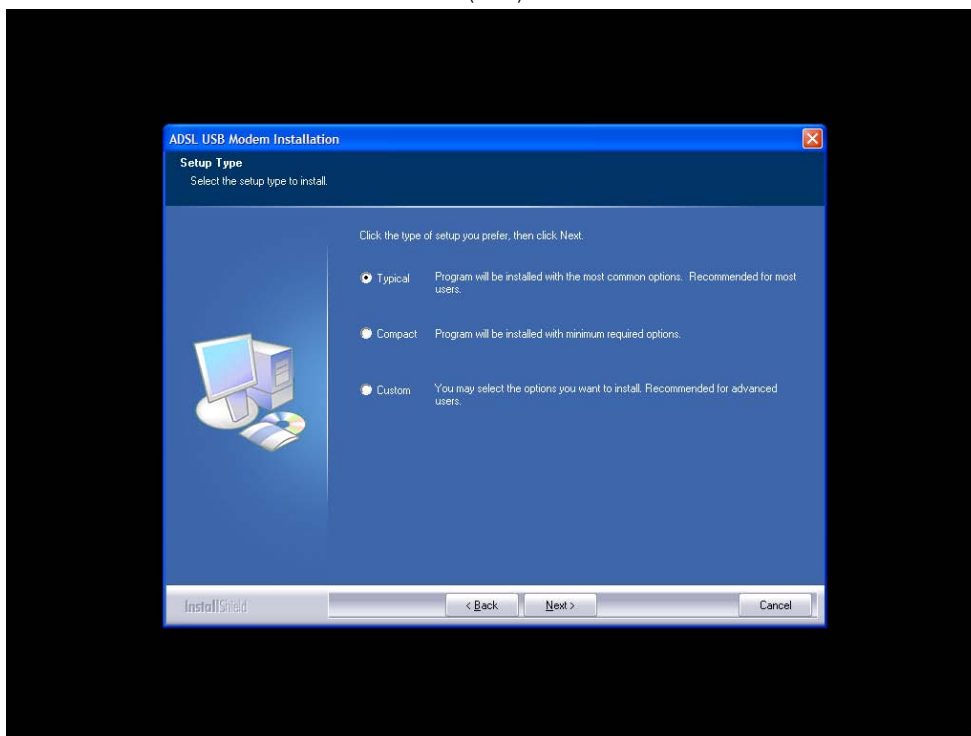 ADSL USB Modem Installation
Setup Type
Select the setup type to install.
Click the type of setup you prefer, then click Next.
Typical Program will be installed with the most common options. Recommended for most
users.
Compact Program will be installed with minimum required options.
Custom You may select the options you want to install. Recommended for advanced
users.
InstallShield
< Back Next > Cancel